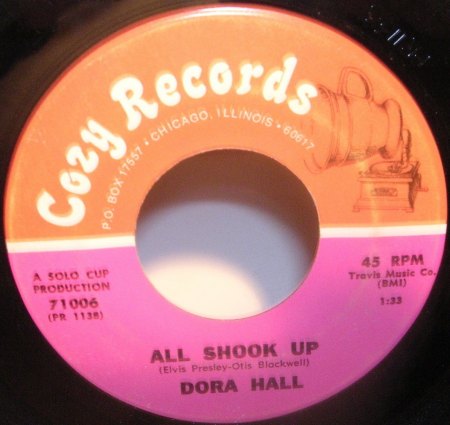 Cozy Records
P.O. BOX 17557 • CHICAGO, ILLINOIS • 60617
A SOLO CUP
PRODUCTION
71006
(PR 1138)
45 RPM
Travis Music Co.
(BMI)
1:33
ALL SHOOK UP
(Elvis Presley-Otis Blackwell)
DORA HALL